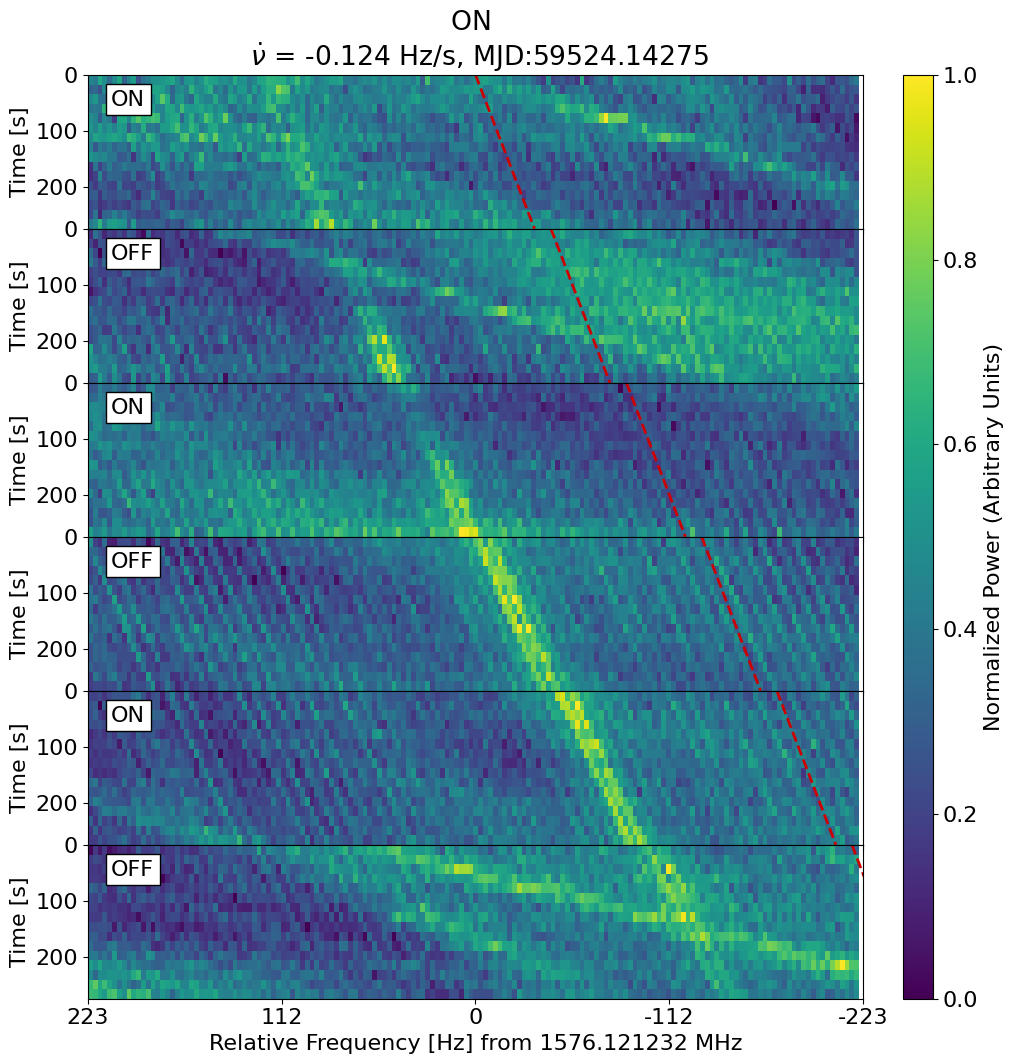 ON
ν̇ = -0.124 Hz/s, MJD:59524.14275
0
ON
100
Time [s]
200
0
OFF
100
Time [s]
200
0
ON
100
Time [s]
200
0
OFF
100
Time [s]
200
0
ON
100
Time [s]
200
0
OFF
100
Time [s]
200
223 112 0 -112 -223
Relative Frequency [Hz] from 1576.121232 MHz
1.0
0.8
0.6
0.4
0.2
0.0
Normalized Power (Arbitrary Units)